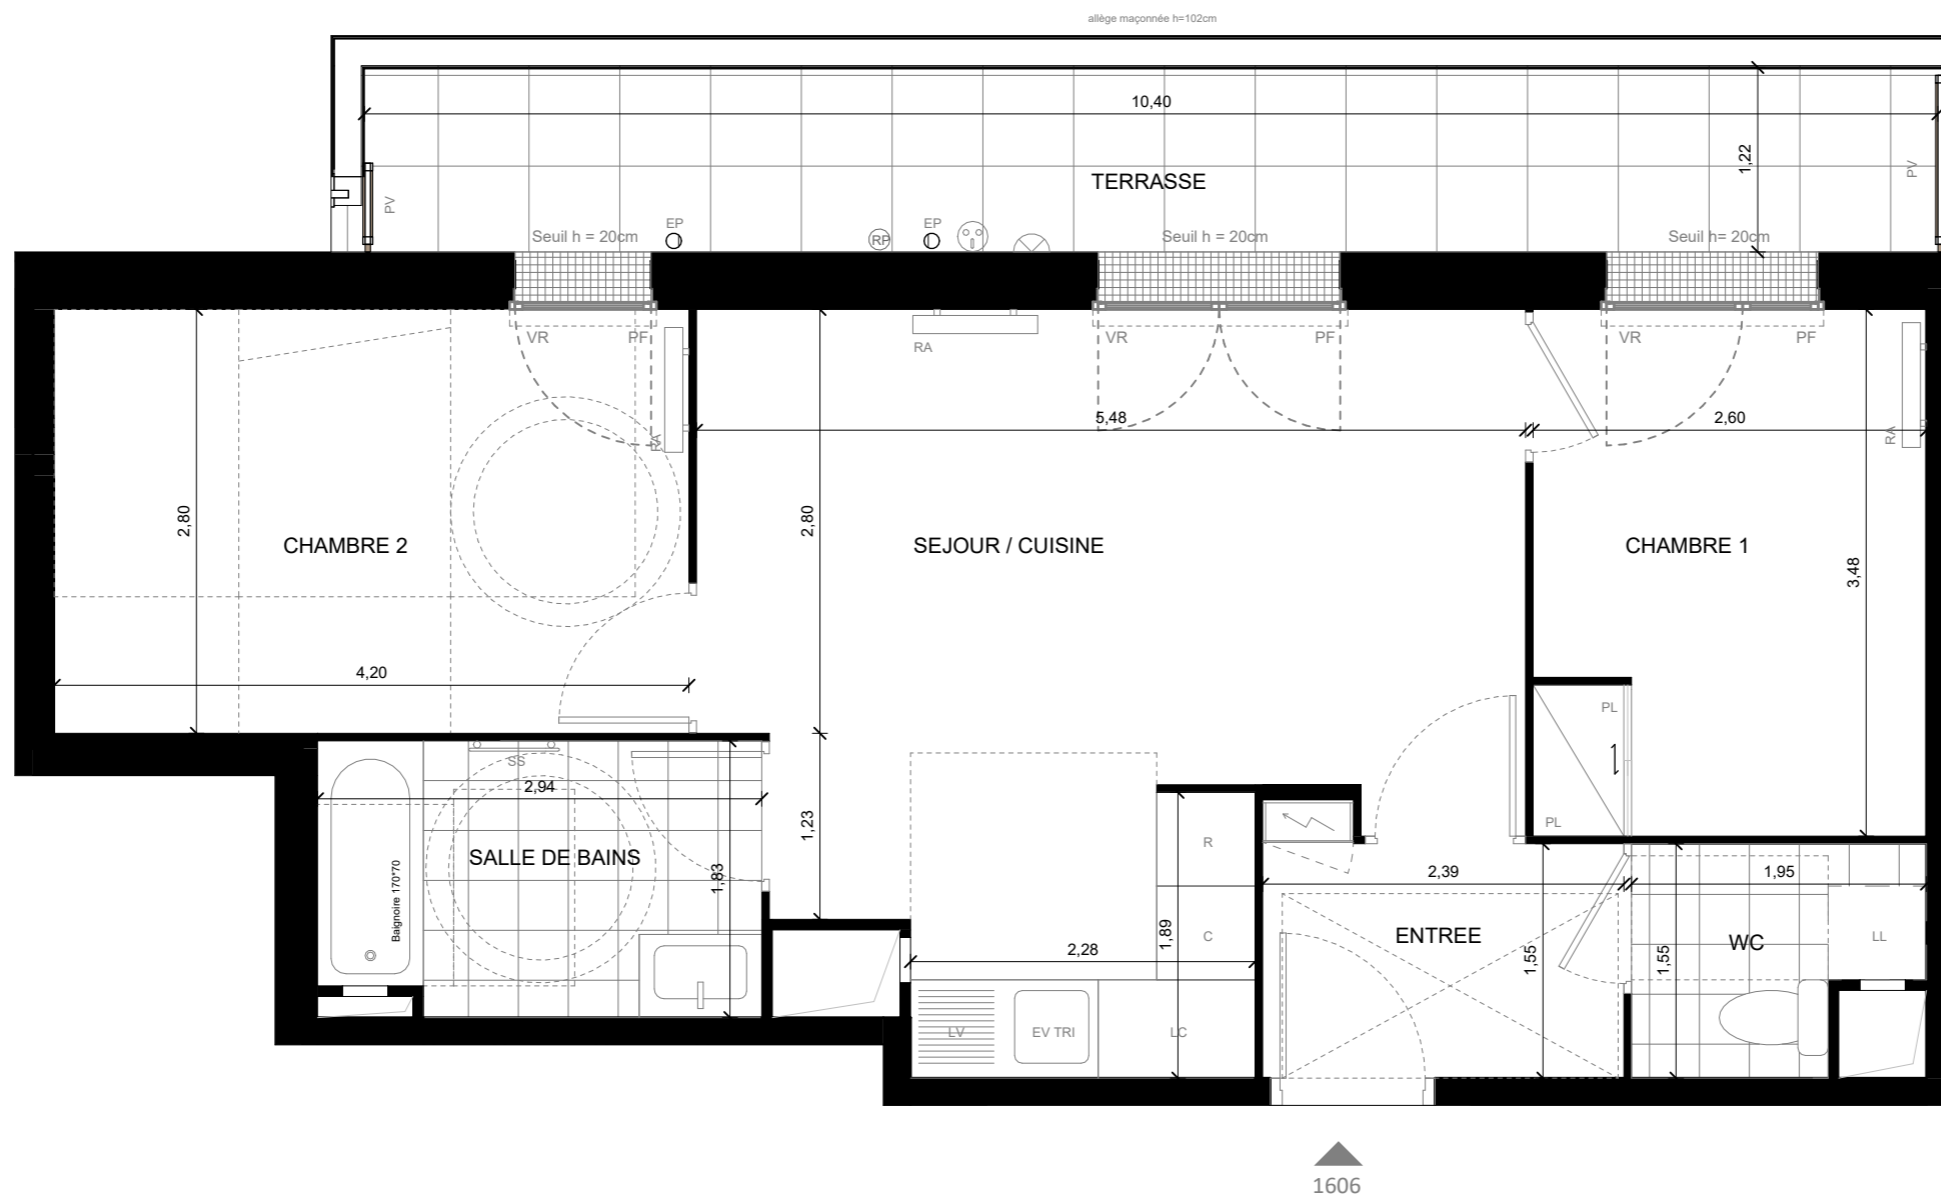 allège maçonnée h=102cm
10,40
1,22
TERRASSE
PV
PV
Seuil h = 20cm
EP
RP
EP
Seuil h = 20cm
Seuil h= 20cm
VR
PF
RA
VR
PF
VR
PF
RA
RA
5,48
2,60
2,80
2,80
CHAMBRE 2
SEJOUR / CUISINE
CHAMBRE 1
3,48
4,20
PL
PL
SS
2,94
1,23
SALLE DE BAINS
1,83
Baignoire 170*70
R
C
1,89
2,28
2,39
1,95
ENTREE
WC
LL
1,55
1,55
LV
EV TRI
LC
1606